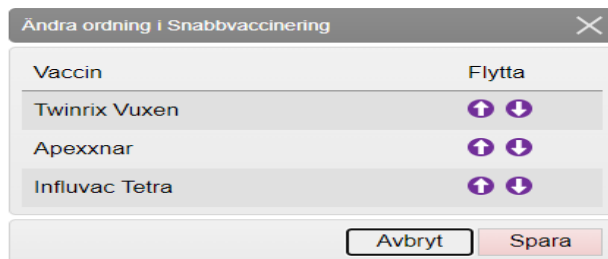 Ändra ordning i Snabbvaccinering
Vaccin Flytta
Twinrix Vuxen
Apexxnar
Influvac Tetra
Avbryt Spara